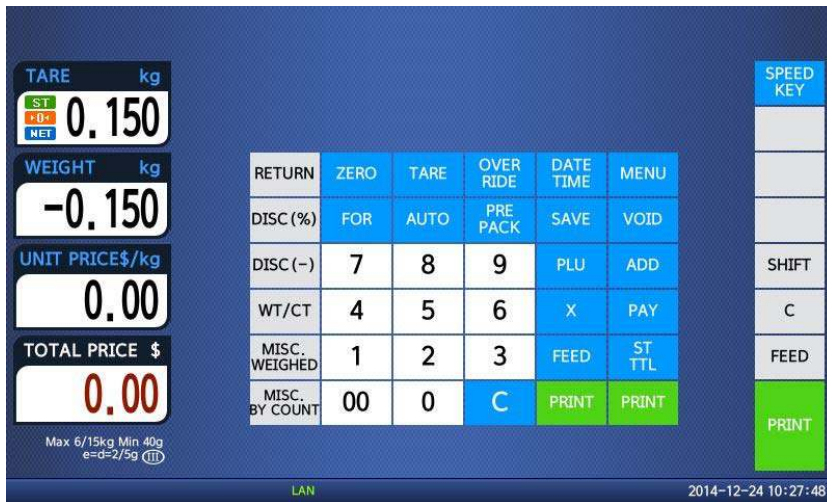 TARE kg
ST
›0‹
NET
0.150
WEIGHT kg
-0.150
UNIT PRICE$/kg
0.00
TOTAL PRICE $
0.00
Max 6/15kg Min 40g
e=d=2/5g III
RETURN ZERO TARE OVER RIDE DATE TIME MENU
DISC(%) FOR AUTO PRE PACK SAVE VOID
DISC(-) 7 8 9 PLU ADD
WT/CT 4 5 6 X PAY
MISC. WEIGHED 1 2 3 FEED ST TTL
MISC. BY COUNT 00 0 C PRINT PRINT
SPEED
KEY
SHIFT
C
FEED
PRINT
LAN 2014-12-24 10:27:48